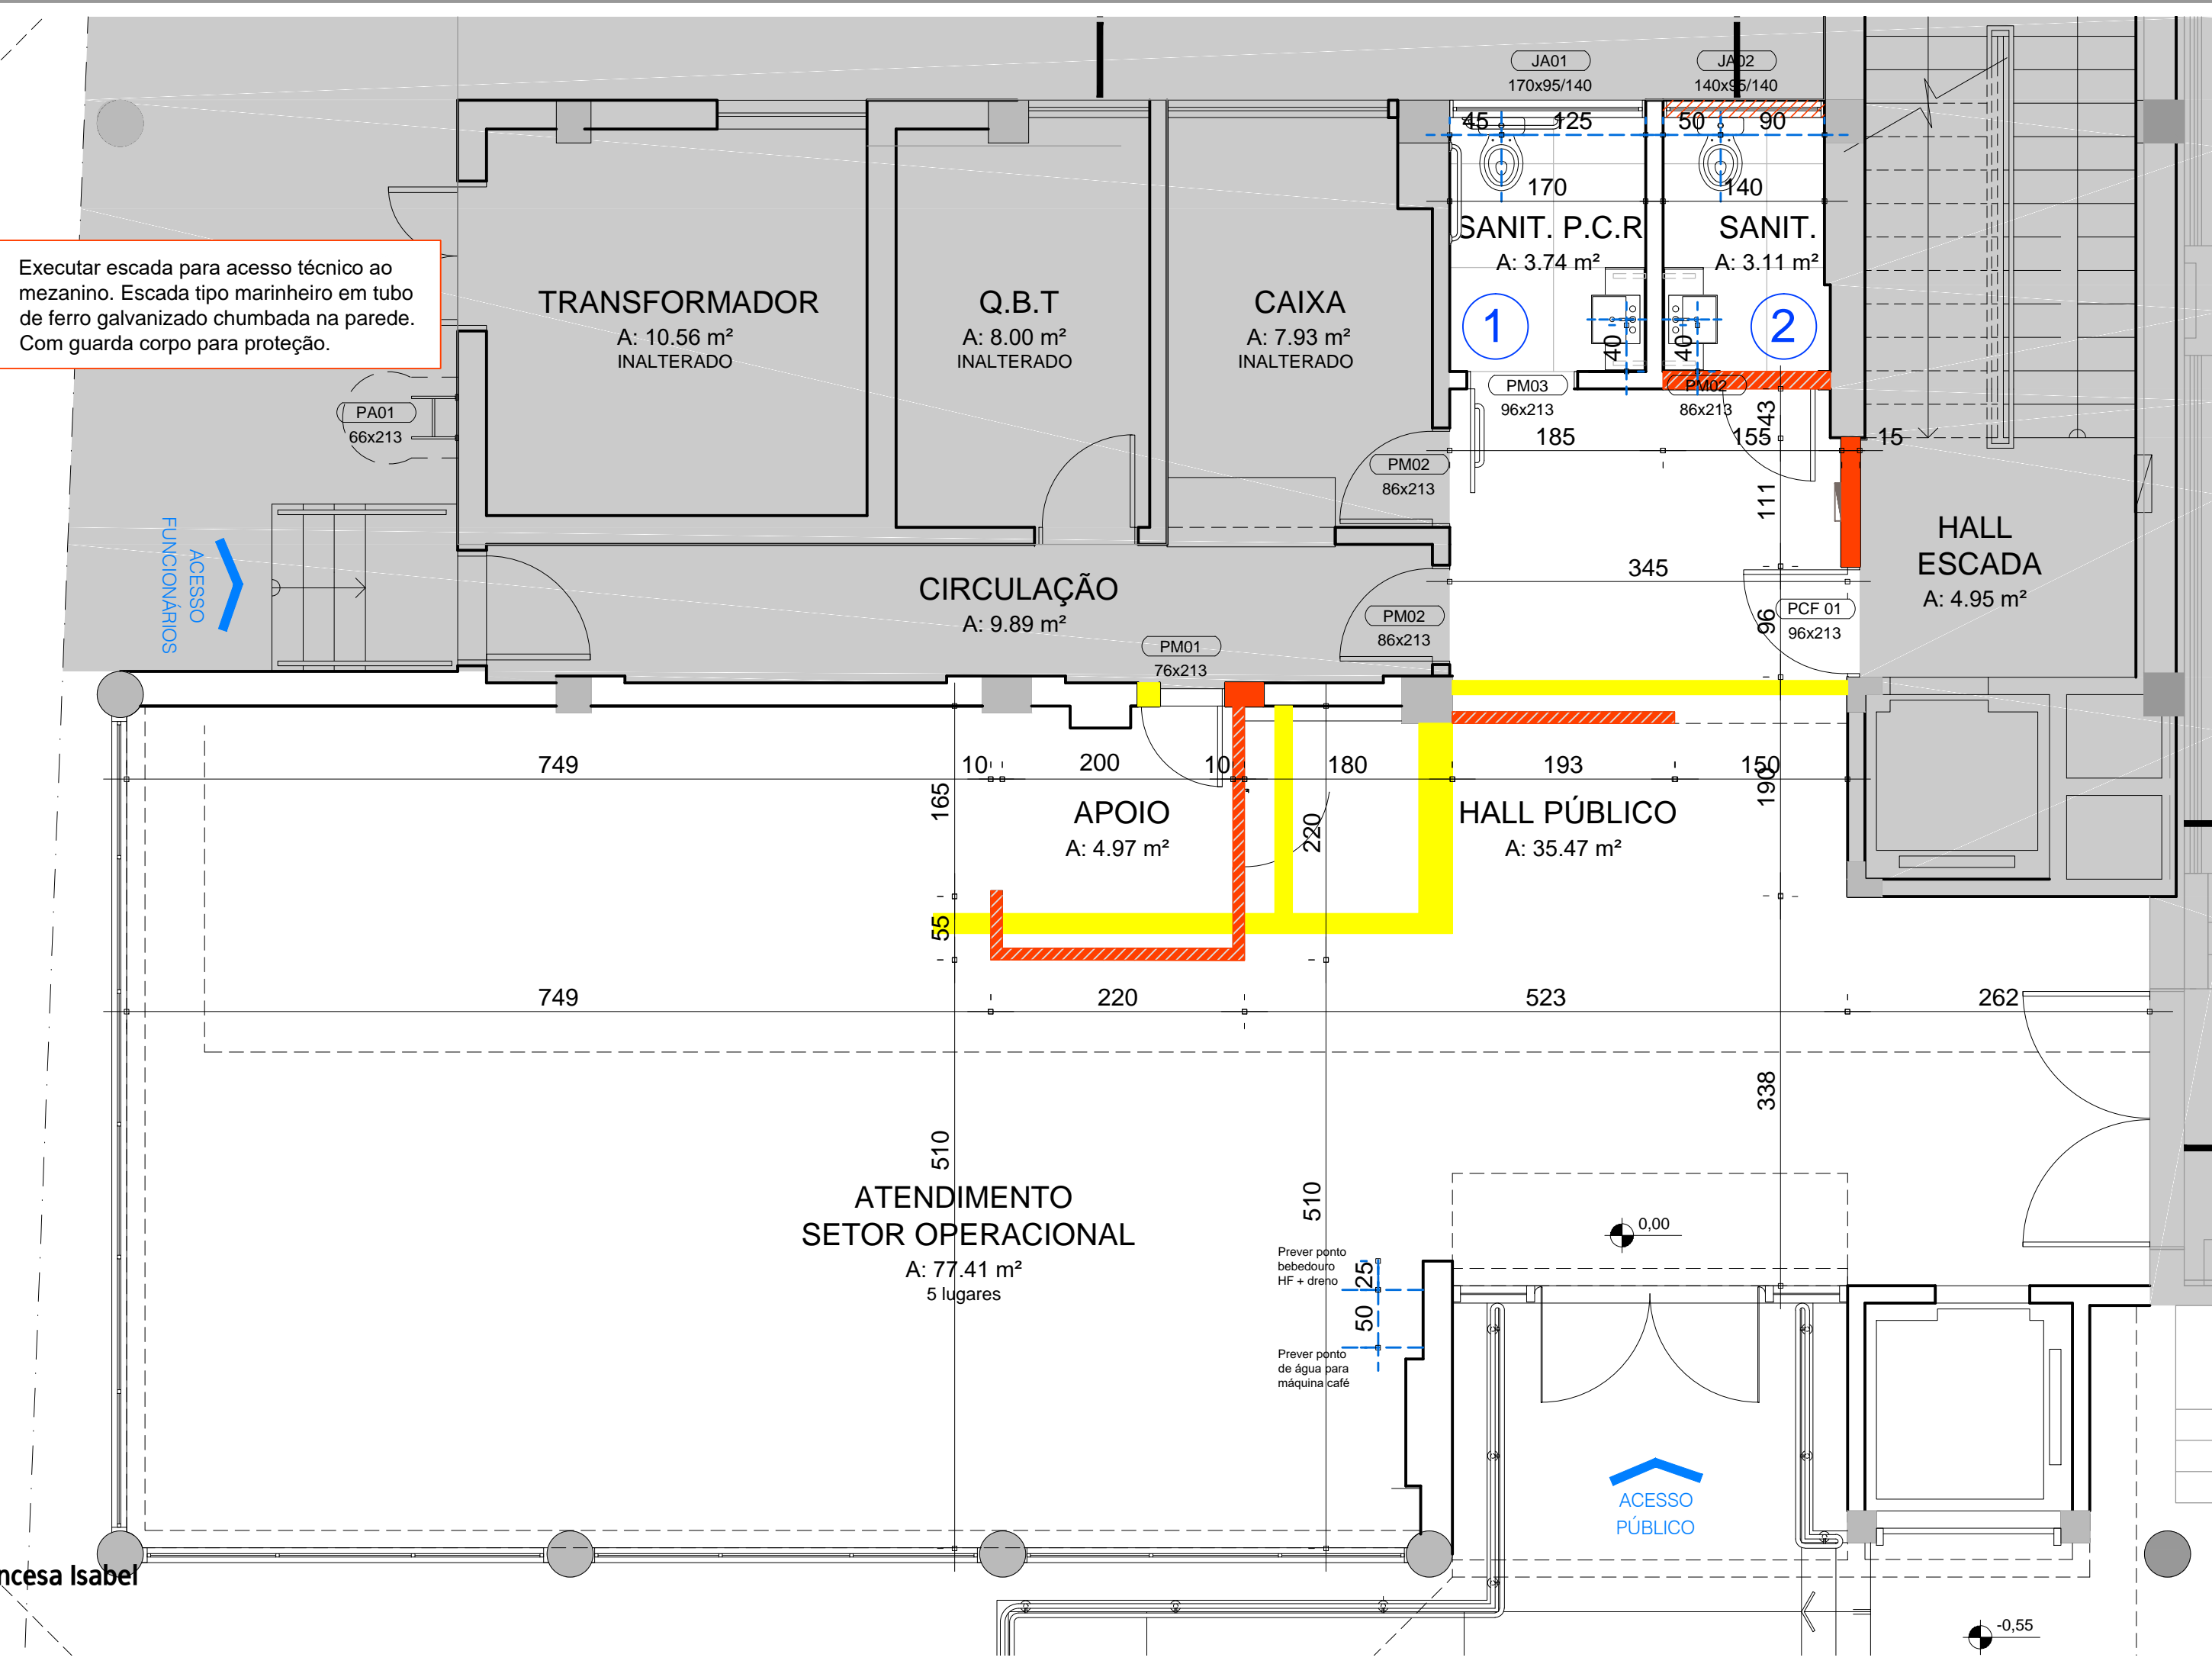 JA01
170x95/140
JA02
140x95/140
45
125
50
90
170
140
SANIT. P.C.R
A: 3.74 m²
SANIT.
A: 3.11 m²
1
2
40
40
Executar escada para acesso técnico ao
mezanino. Escada tipo marinheiro em tubo
de ferro galvanizado chumbada na parede.
Com guarda corpo para proteção.
TRANSFORMADOR
A: 10.56 m²
INALTERADO
Q.B.T
A: 8.00 m²
INALTERADO
CAIXA
A: 7.93 m²
INALTERADO
PA01
66x213
PM03
96x213
PM02
86x213
43
185
155
15
PM02
86x213
111
HALL
ESCADA
A: 4.95 m²
345
ACESSO
FUNCIONÁRIOS
CIRCULAÇÃO
A: 9.89 m²
PM02
86x213
PCF 01
96x213
96
PM01
76x213
749
10
200
10
180
193
150
190
165
APOIO
A: 4.97 m²
220
HALL PÚBLICO
A: 35.47 m²
55
749
220
523
262
338
510
510
ATENDIMENTO
SETOR OPERACIONAL
A: 77.41 m²
5 lugares
0,00
Prever ponto
bebedouro
HF + dreno
25
50
Prever ponto
de água para
máquina café
ACESSO
PÚBLICO
ncesa Isabel
-0,55